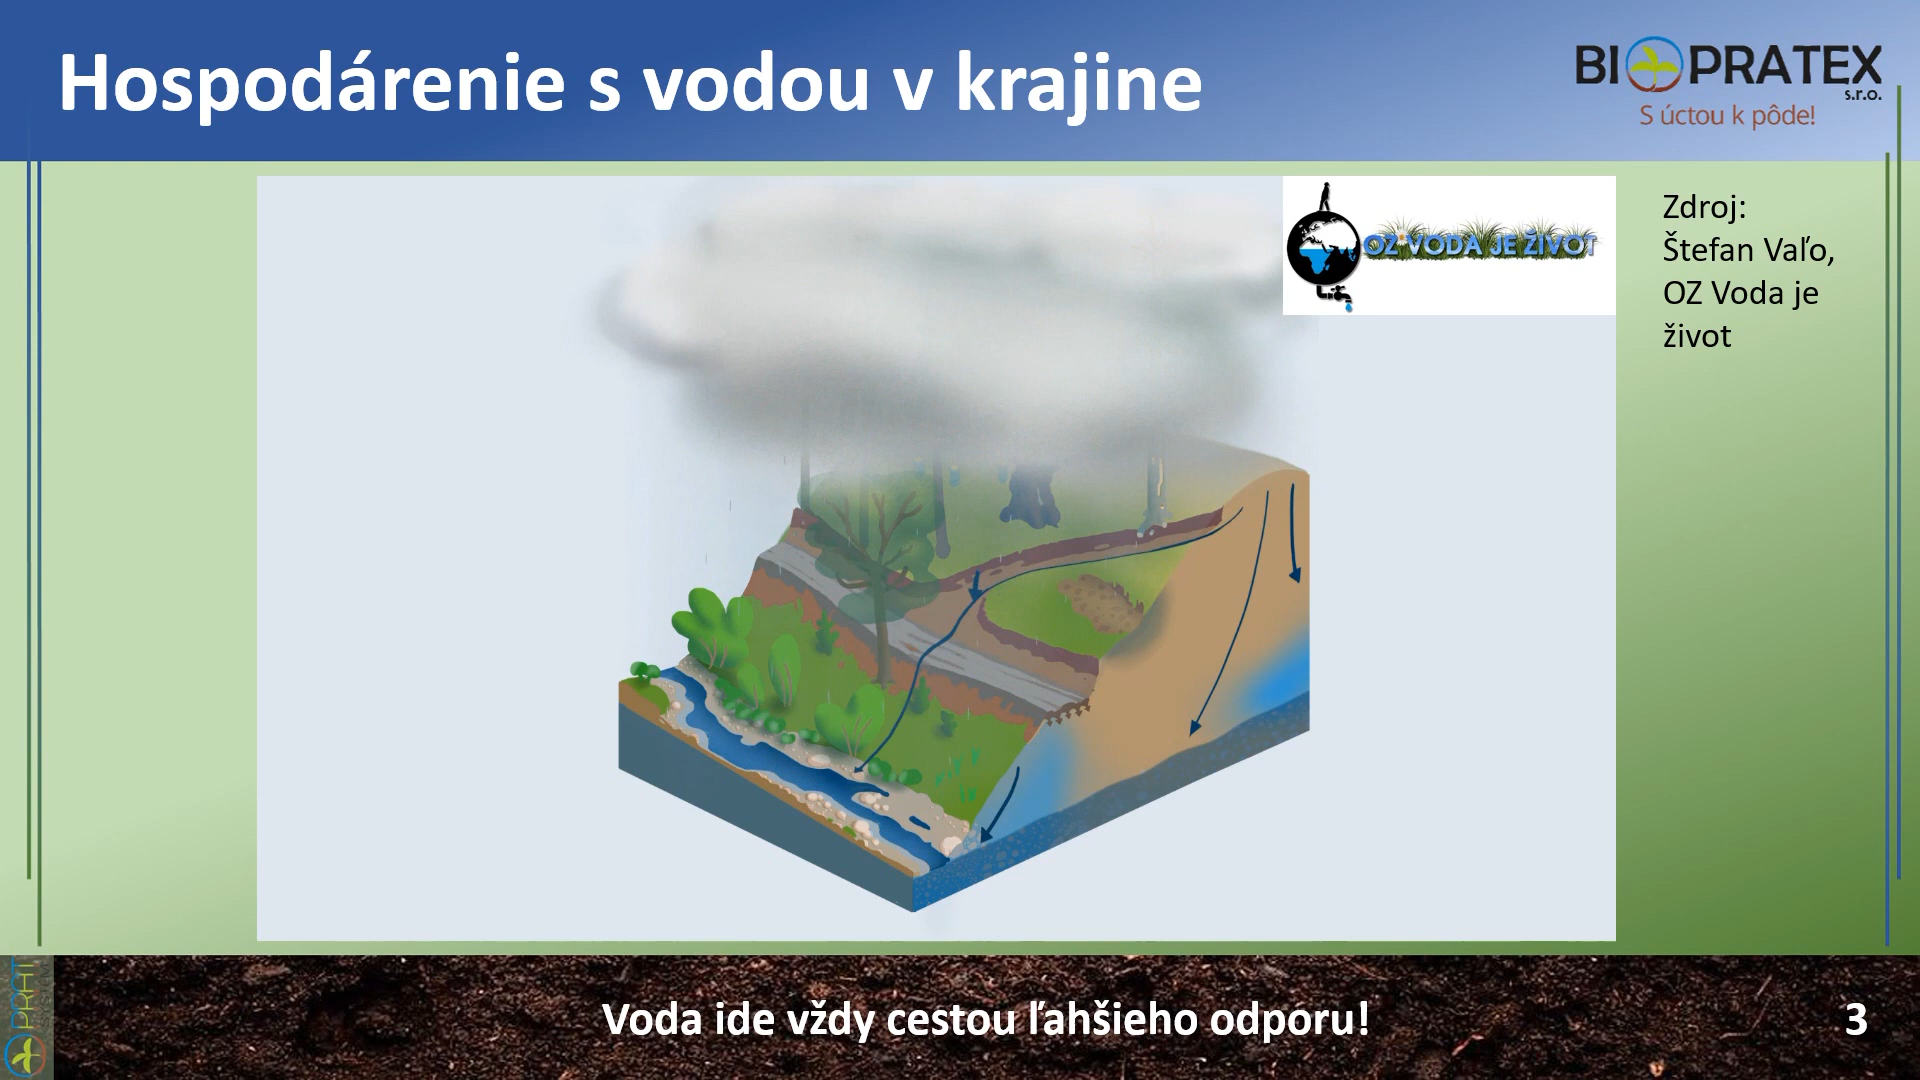 Hospodárenie s vodou v krajine
BIOPRATEX
s.r.o.
S úctou k pôde!
OZ VODA JE ŽIVOT
Zdroj:
Štefan Vaľo,
OZ Voda je
život
Voda ide vždy cestou ľahšieho odporu!
3